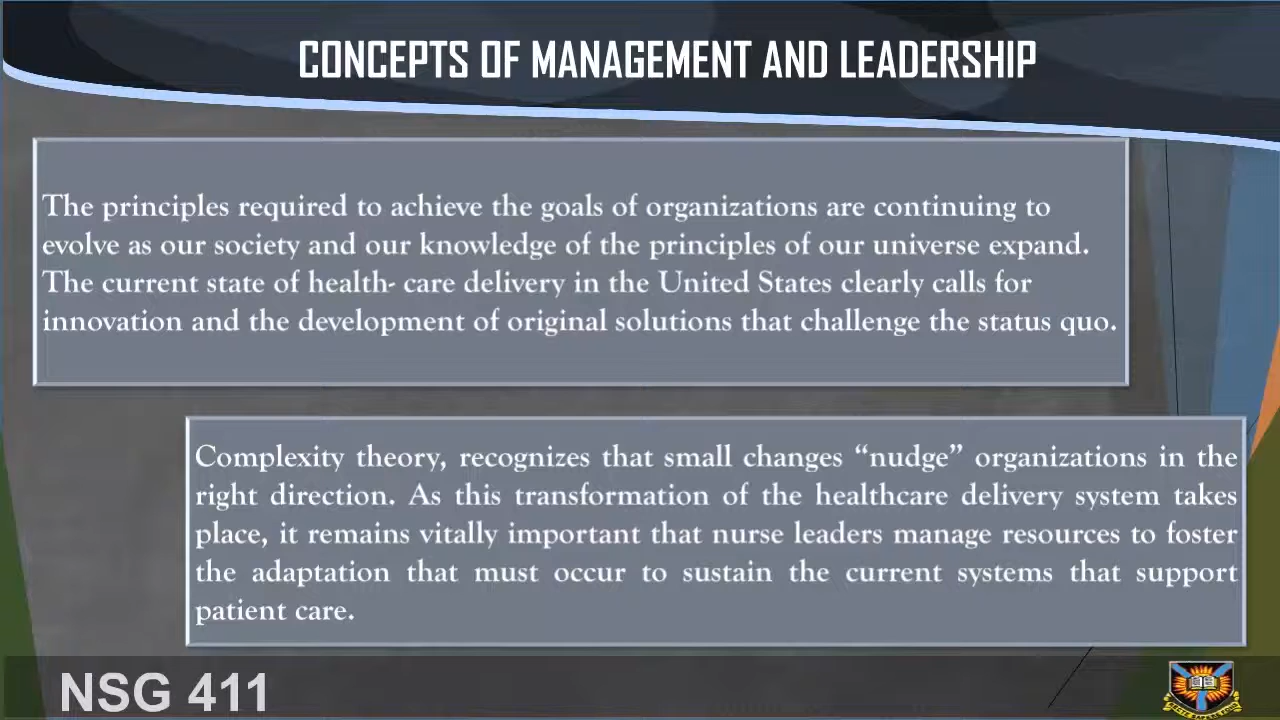 CONCEPTS OF MANAGEMENT AND LEADERSHIP
The principles required to achieve the goals of organizations are continuing to
evolve as our society and our knowledge of the principles of our universe expand.
The current state of health- care delivery in the United States clearly calls for
innovation and the development of original solutions that challenge the status quo.
Complexity theory, recognizes that small changes “nudge” organizations in the
right direction. As this transformation of the healthcare delivery system takes
place, it remains vitally important that nurse leaders manage resources to foster
the adaptation that must occur to sustain the current systems that support
patient care.
NSG 411